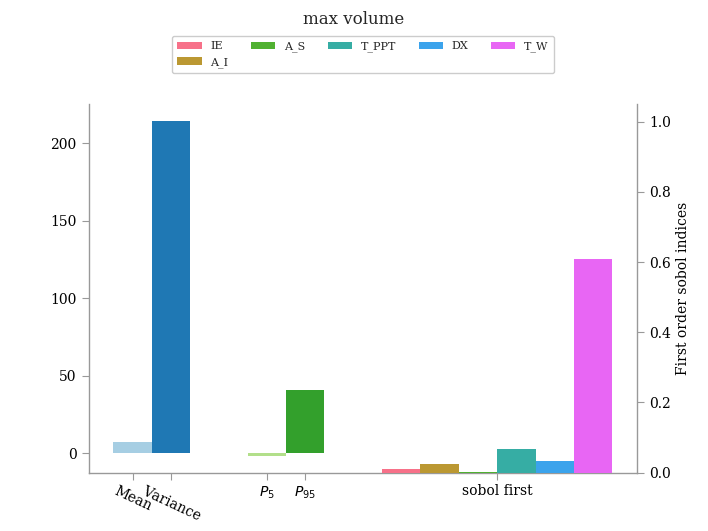 max volume
IE A_S T_PPT DX T_W
A_I
200
150
100
50
0
1.0
0.8
0.6
0.4
0.2
0.0
First order sobol indices
Mean Variance P5 P95 sobol first